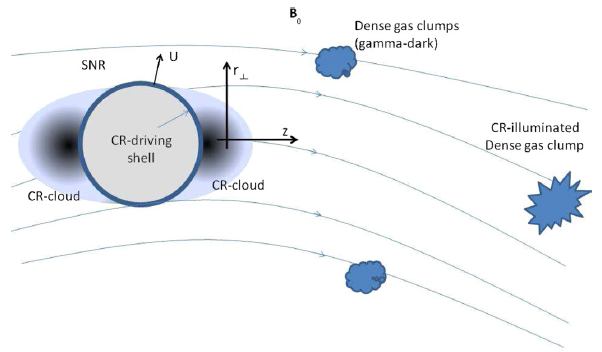 B̄₀
Dense gas clumps
(gamma-dark)
SNR
U
r⊥
CR-driving
shell
z
CR-illuminated
Dense gas clump
CR-cloud
CR-cloud